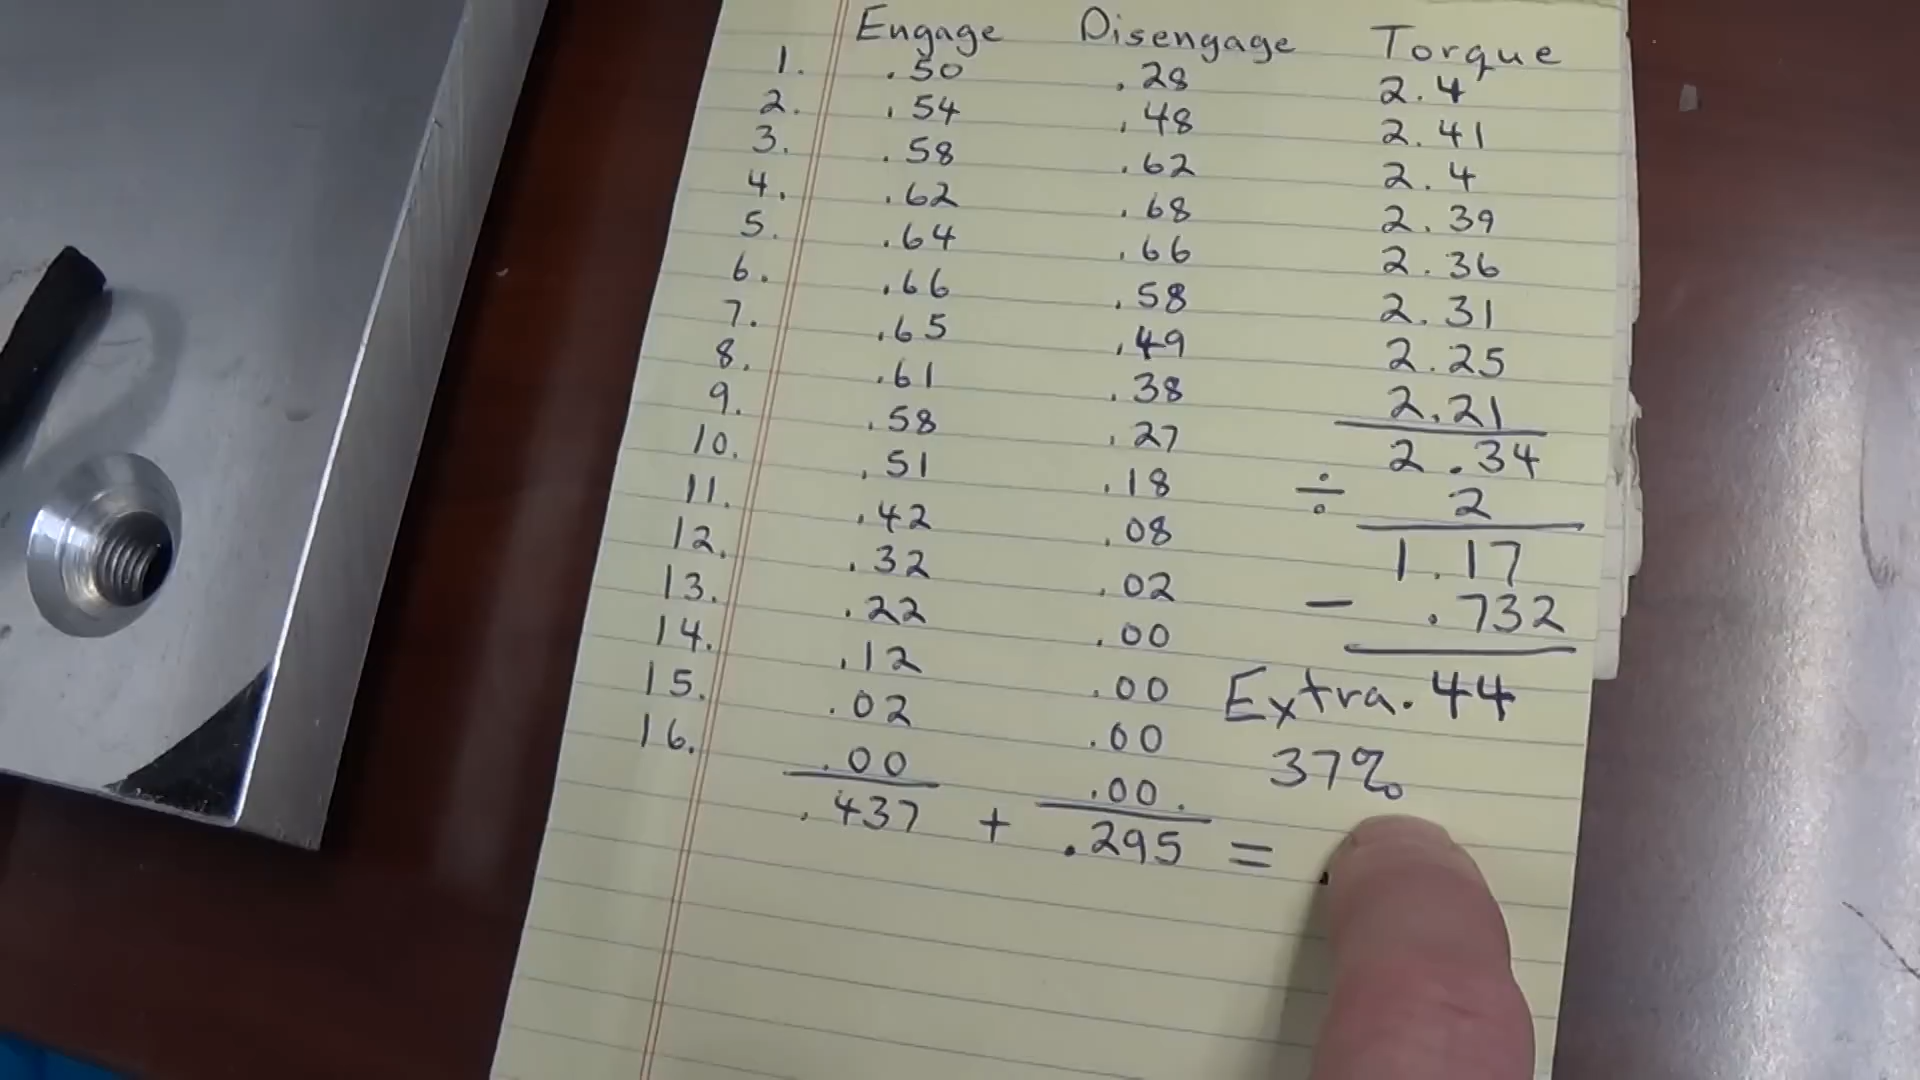 Engage Disengage Torque
1. .50 .28 2.4
2. .54 .48 2.41
3. .58 .62 2.4
4. .62 .68 2.39
5. .64 .66 2.36
6. .66 .58 2.31
7. .65 .49 2.25
8. .61 .38 2.21
9. .58 .27 2.34
10. .51 .18 ÷ 2
11. .42 .08 1.17
12. .32 .02 - .732
13. .22 .00
14. .12 .00 Extra .44
15. .02 .00 37%
16. .00 .00
.437 + .295 =